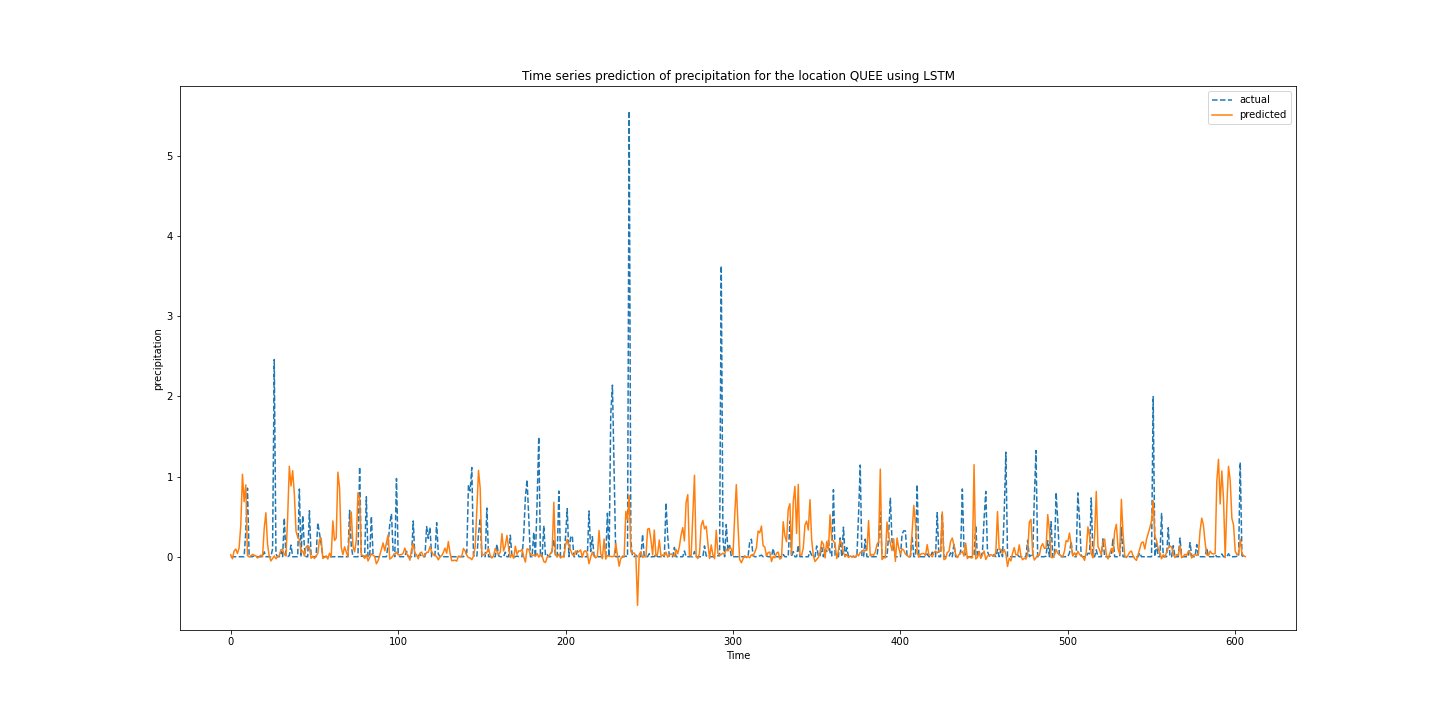 Time series prediction of precipitation for the location QUEE using LSTM
actual
predicted
5
4
3
2
1
0
precipitation
0 100 200 300 400 500 600
Time